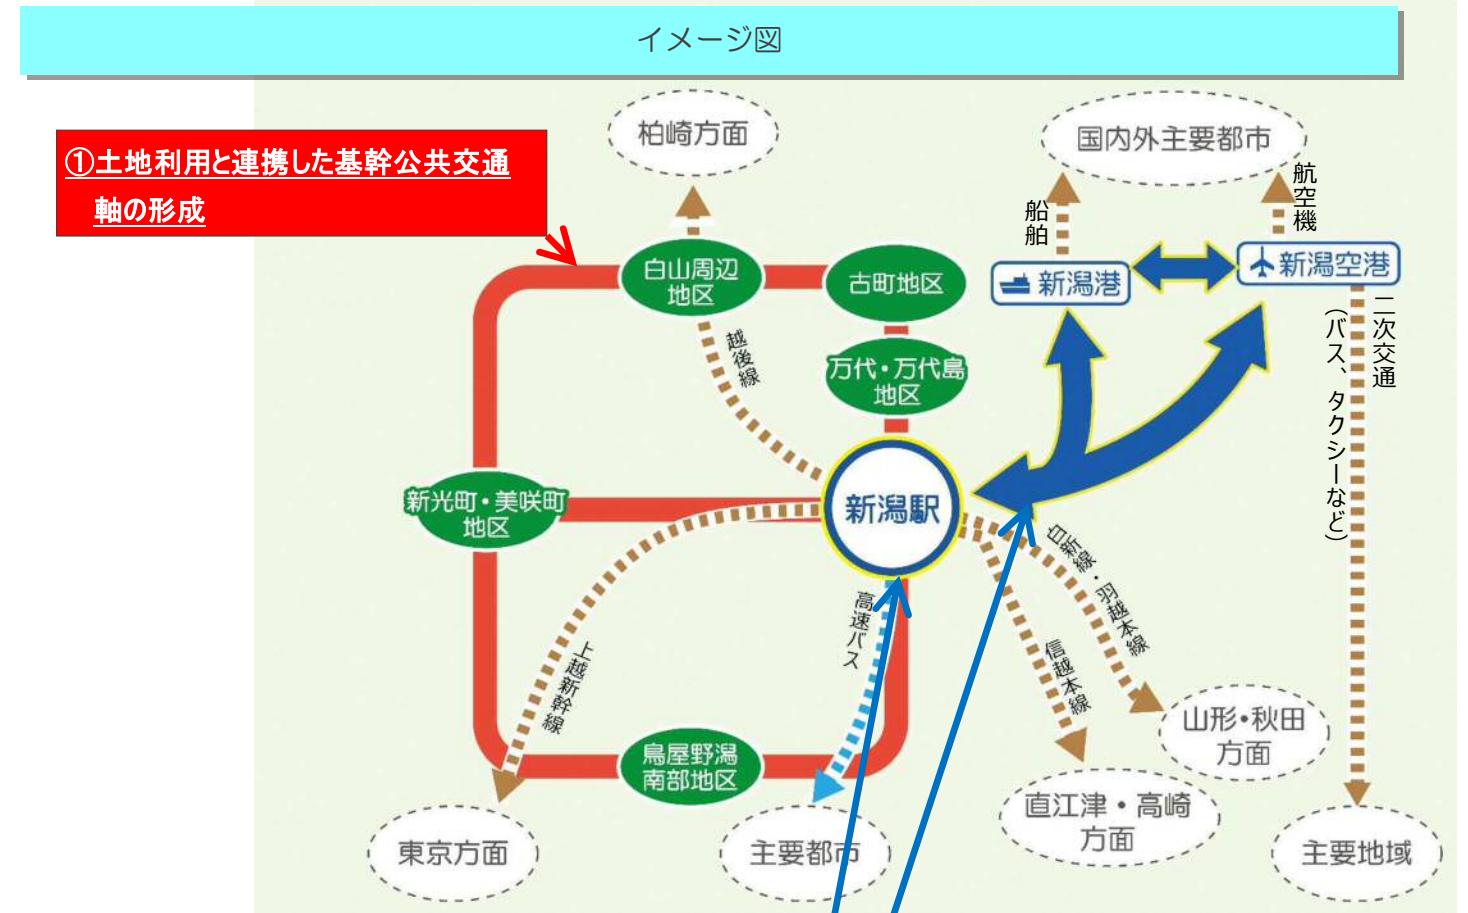 イメージ図
①土地利用と連携した基幹公共交通
軸の形成
柏崎方面
国内外主要都市
船舶
航空機
白山周辺
地区
古町地区
新潟港
新潟空港
二次交通
（バス、タクシーなど）
越後線
万代・万代島
地区
新光町・美咲町
地区
新潟駅
白新線・羽越本線
信越本線
高速バス
上越新幹線
鳥屋野潟
南部地区
山形・秋田
方面
直江津・高崎
方面
東京方面
主要都市
主要地域